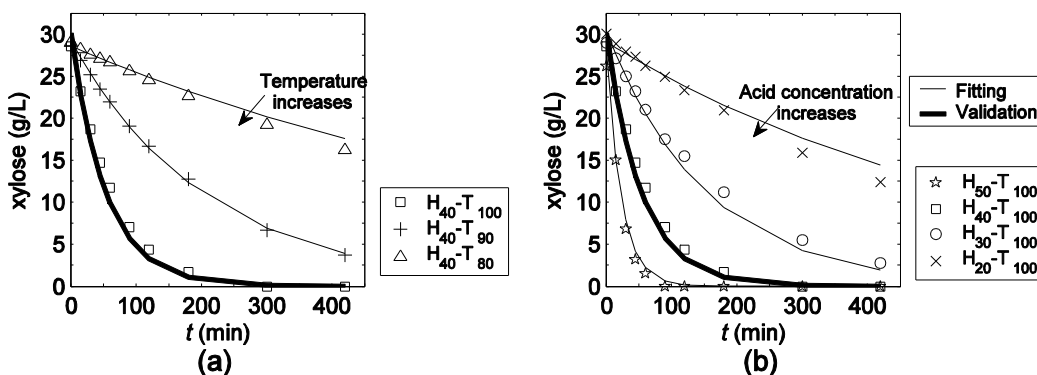 (a)
xylose (g/L)
30
25
20
15
10
5
0
0 100 200 300 400
t (min)
Temperature
increases
H40-T100
H40-T90
H40-T80
(b)
xylose (g/L)
30
25
20
15
10
5
0
0 100 200 300 400
t (min)
Acid concentration
increases
Fitting
Validation
H50-T100
H40-T100
H30-T100
H20-T100